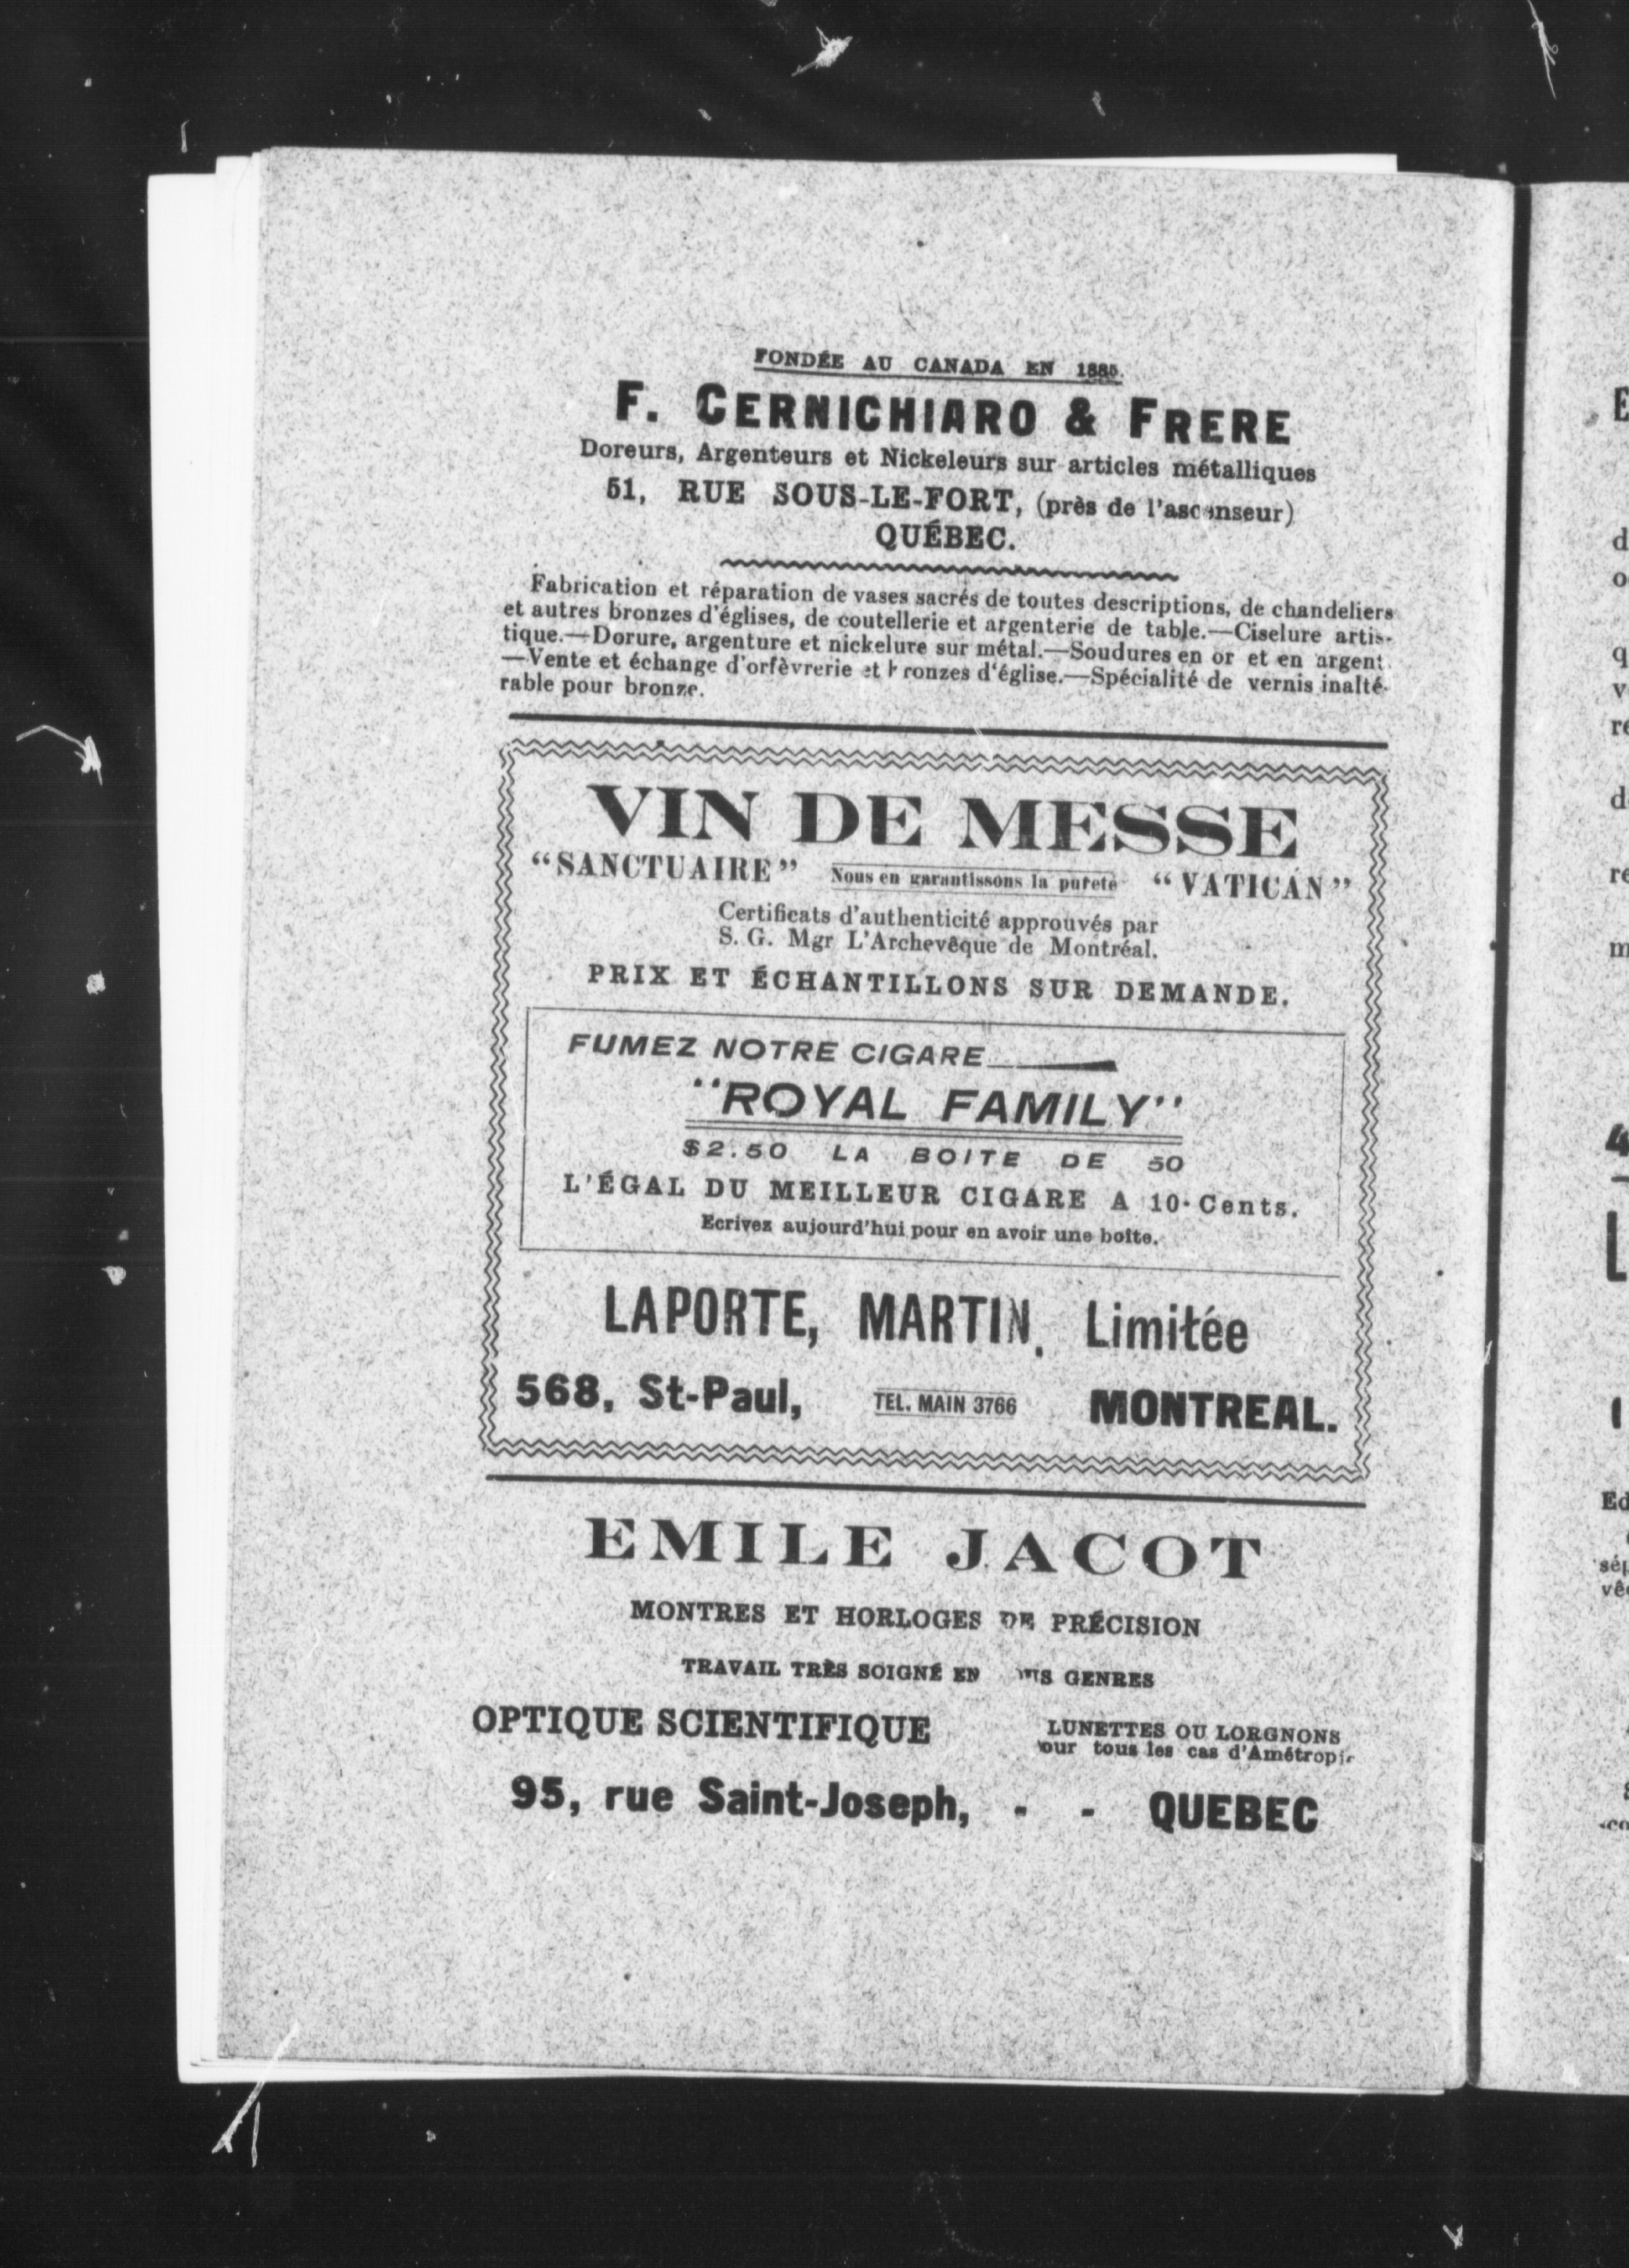 FONDÉE AU CANADA EN 1885.
F. CERNICHIARO & FRERE
Doreurs, Argenteurs et Nickeleurs sur articles métalliques
51, RUE SOUS-LE-FORT, (près de l'ascenseur)
QUÉBEC.
Fabrication et réparation de vases sacrés de toutes descriptions, de chandeliers
et autres bronzes d'églises, de coutellerie et argenterie de table.—Ciselure artis-
tique.—Dorure, argenture et nickelure sur métal.—Soudures en or et en argent.
—Vente et échange d'orfèvrerie et bronzes d'église.—Spécialité de vernis inalté-
rable pour bronze.
VIN DE MESSE
"SANCTUAIRE" Nous en garantissons la pureté "VATICAN"
Certificats d'authenticité approuvés par
S. G. Mgr L'Archevêque de Montréal.
PRIX ET ÉCHANTILLONS SUR DEMANDE.
FUMEZ NOTRE CIGARE
"ROYAL FAMILY"
$2.50 LA BOITE DE 50
L'ÉGAL DU MEILLEUR CIGARE A 10-Cents.
Ecrivez aujourd'hui pour en avoir une boîte.
LAPORTE, MARTIN, Limitée
568, St-Paul, TEL. MAIN 3766 MONTREAL.
EMILE JACOT
MONTRES ET HORLOGES DE PRÉCISION
TRAVAIL TRÈS SOIGNÉ EN GENRES
OPTIQUE SCIENTIFIQUE LUNETTES OU LORGNONS
pour tous les cas d'Amétropie
95, rue Saint-Joseph, - - QUEBEC